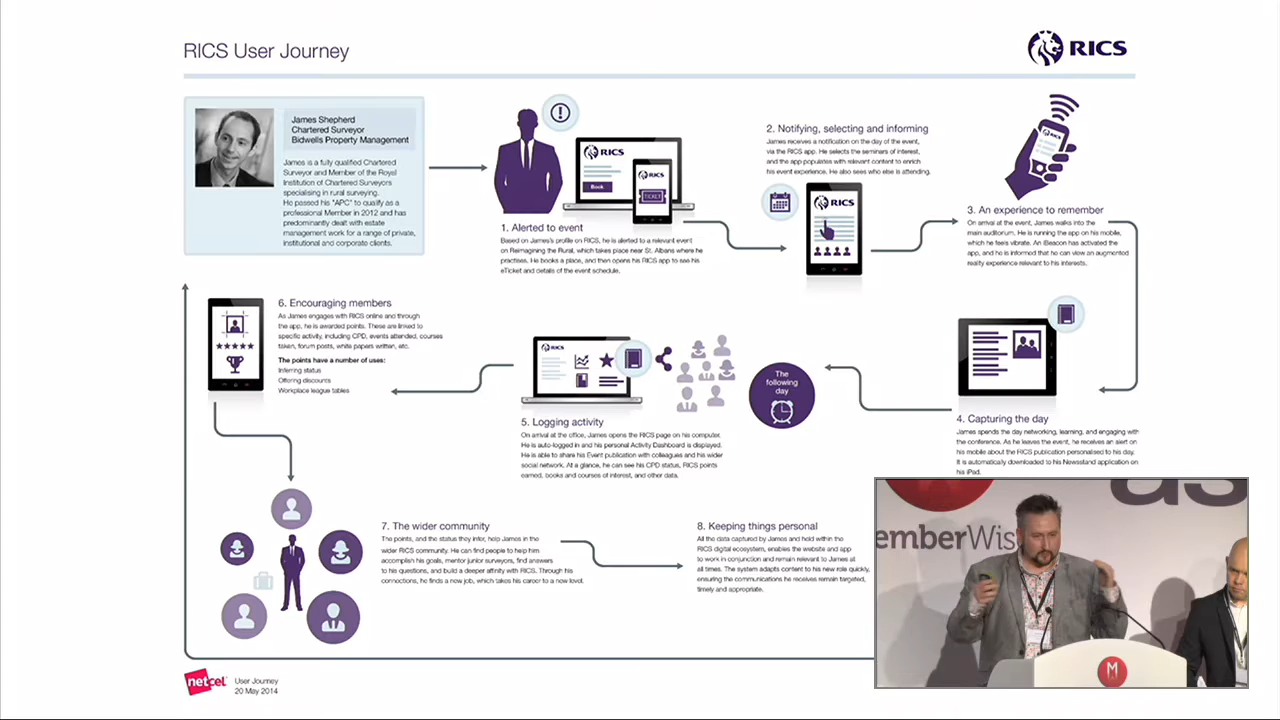 RICS User Journey
RICS
James Shepherd
Chartered Surveyor
Bidwells Property Management
James is a fully qualified Chartered
Surveyor and Member of the Royal
Institution of Chartered Surveyors
specialising in rural surveying.
He passed his "APC" to qualify as a
professional Member in 2012 and has
predominantly dealt with estate
management work for a range of private,
institutional and corporate clients.
RICS
Book
RICS
TICKET
1. Alerted to event
Based on James's profile on RICS, he is alerted to a relevant event
on Reimagining the Rural, which takes place near St. Albans where he
practises. He books a place, and then opens his RICS app to see his
eTicket and details of the event schedule.
2. Notifying, selecting and informing
James receives a notification on the day of the event,
via the RICS app. He selects the seminars of interest,
and the app populates with relevant content to enrich
his event experience. He also sees who else is attending.
RICS
RICS
3. An experience to remember
On arrival at the event, James walks into the
main auditorium. He is running the app on his mobile,
which he feels vibrate. An iBeacon has activated the
app, and he is informed that he can view an augmented
reality experience relevant to his interests.
4. Capturing the day
James spends the day networking, learning, and engaging with
the conference. As he leaves the event, he receives an alert on
his mobile about the RICS publication personalised to his day.
It is automatically downloaded to his Newsstand application on
his iPad.
The
following
day
RICS
5. Logging activity
On arrival at the office, James opens the RICS page on his computer.
He is auto-logged in and his personal Activity Dashboard is displayed.
He is able to share his Event publication with colleagues and his wider
social network. At a glance, he can see his CPD status, RICS points
earned, books and courses of interest, and other data.
6. Encouraging members
As James engages with RICS online and through
the app, he is awarded points. These are linked to
specific activity, including CPD, events attended, courses
taken, forum posts, white papers written, etc.
The points have a number of uses:
Inferring status
Offering discounts
Workplace league tables
7. The wider community
The points, and the status they infer, help James in the
wider RICS community. He can find people to help him
accomplish his goals, mentor junior surveyors, find answers
to his questions, and build a deeper affinity with RICS. Through his
connections, he finds a new job, which takes his career to a new level.
8. Keeping things personal
All the data captured by James and held within the
RICS digital ecosystem, enables the website and app
to work in conjunction and remain relevant to James at
all times. The system adapts content to his new role quickly,
ensuring the communications he receives remain targeted,
timely and appropriate.
netcel
User Journey
20 May 2014
as
emberWis
M